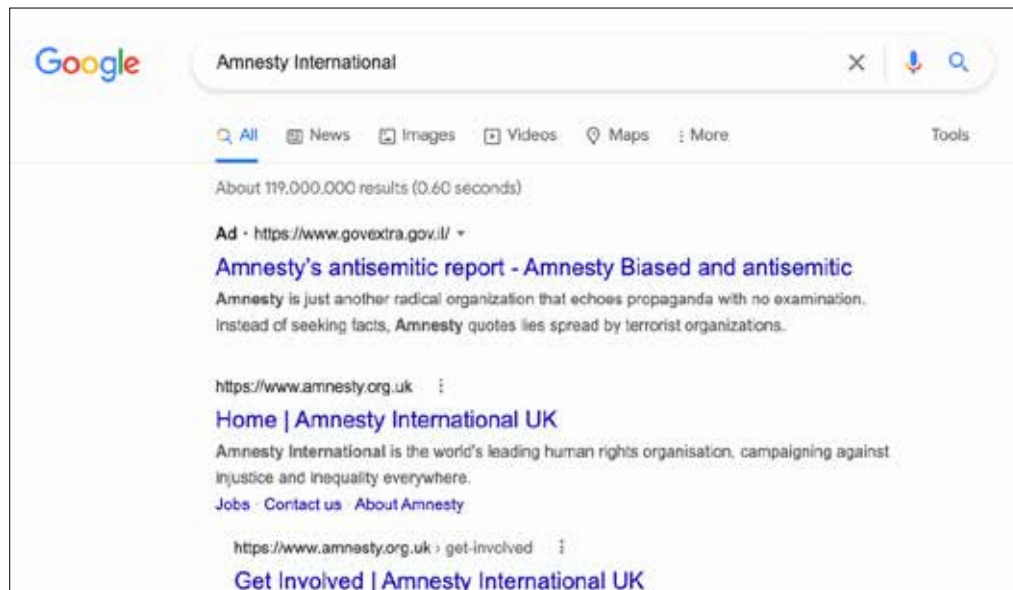 Google
Amnesty International
All News Images Videos Maps More Tools
About 119,000,000 results (0.60 seconds)
Ad · https://www.govextra.gov.il/
Amnesty's antisemitic report - Amnesty Biased and antisemitic
Amnesty is just another radical organization that echoes propaganda with no examination.
Instead of seeking facts, Amnesty quotes lies spread by terrorist organizations.
https://www.amnesty.org.uk
Home | Amnesty International UK
Amnesty International is the world's leading human rights organisation, campaigning against
injustice and inequality everywhere.
Jobs · Contact us · About Amnesty
https://www.amnesty.org.uk › get-involved
Get Involved | Amnesty International UK